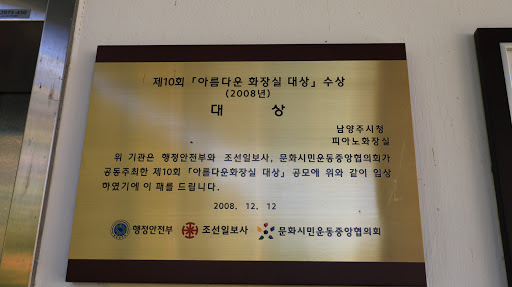 제10회 「아름다운 화장실 대상」 수상
(2008년)
대 상
남양주시청
피아노화장실
위 기관은 행정안전부와 조선일보사, 문화시민운동중앙협의회가
공동주최한 제10회 「아름다운화장실 대상」 공모에 위와 같이 입상
하였기에 이 패를 드립니다.
2008. 12. 12
행정안전부 조선일보사 문화시민운동중앙협의회